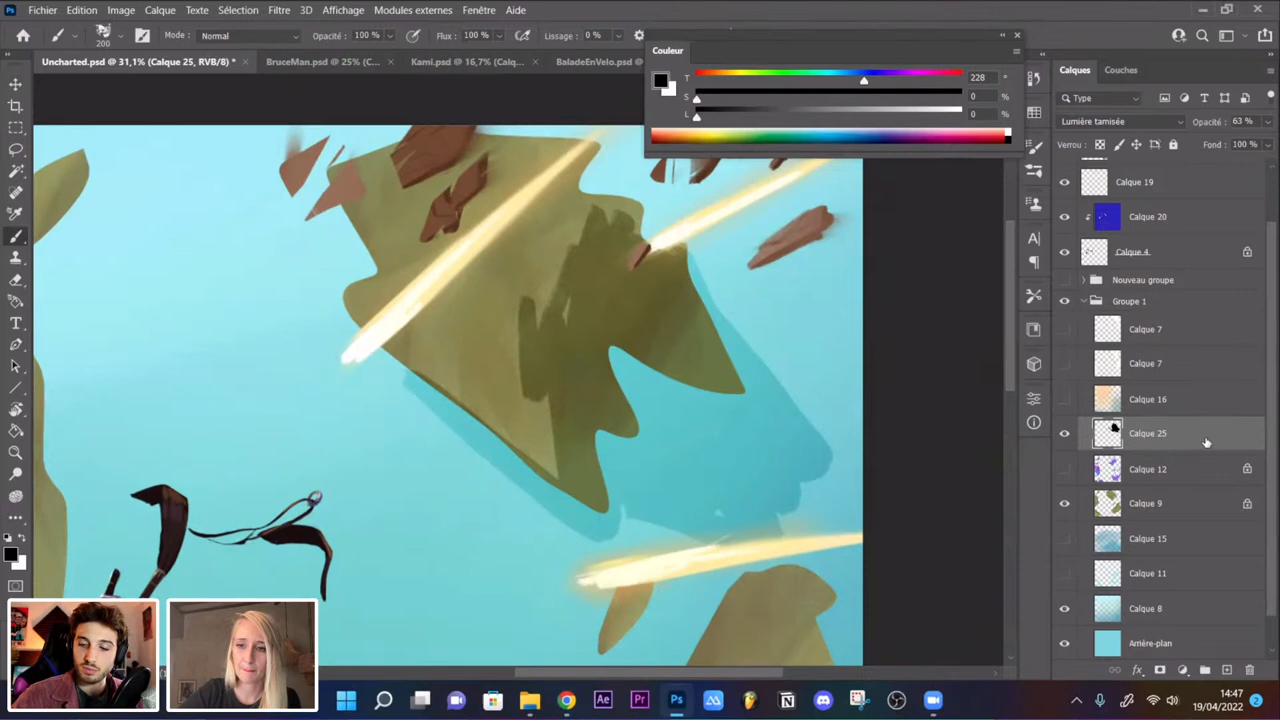 Fichier Edition Image Calque Texte Sélection Filtre 3D Affichage Modules externes Fenêtre Aide
200 Mode : Normal Opacité : 100 % Flux : 100 % Lissage : 0 %
Uncharted.psd @ 31,1% (Calque 25, RVB/8) * BruceMan.psd @ 25% (C... Kami.psd @ 16,7% (Calq... BaladeEnVelo.psd @
Couleur
T 228 °
S 0 %
L 0 %
Calques Couches
Type
Lumière tamisée Opacité : 63 %
Verrou : Fond : 100 %
Calque 19
Calque 20
Calque 4
Nouveau groupe
Groupe 1
Calque 7
Calque 7
Calque 16
Calque 25
Calque 12
Calque 9
Calque 15
Calque 11
Calque 8
Arrière-plan
fx
14:47
19/04/2022